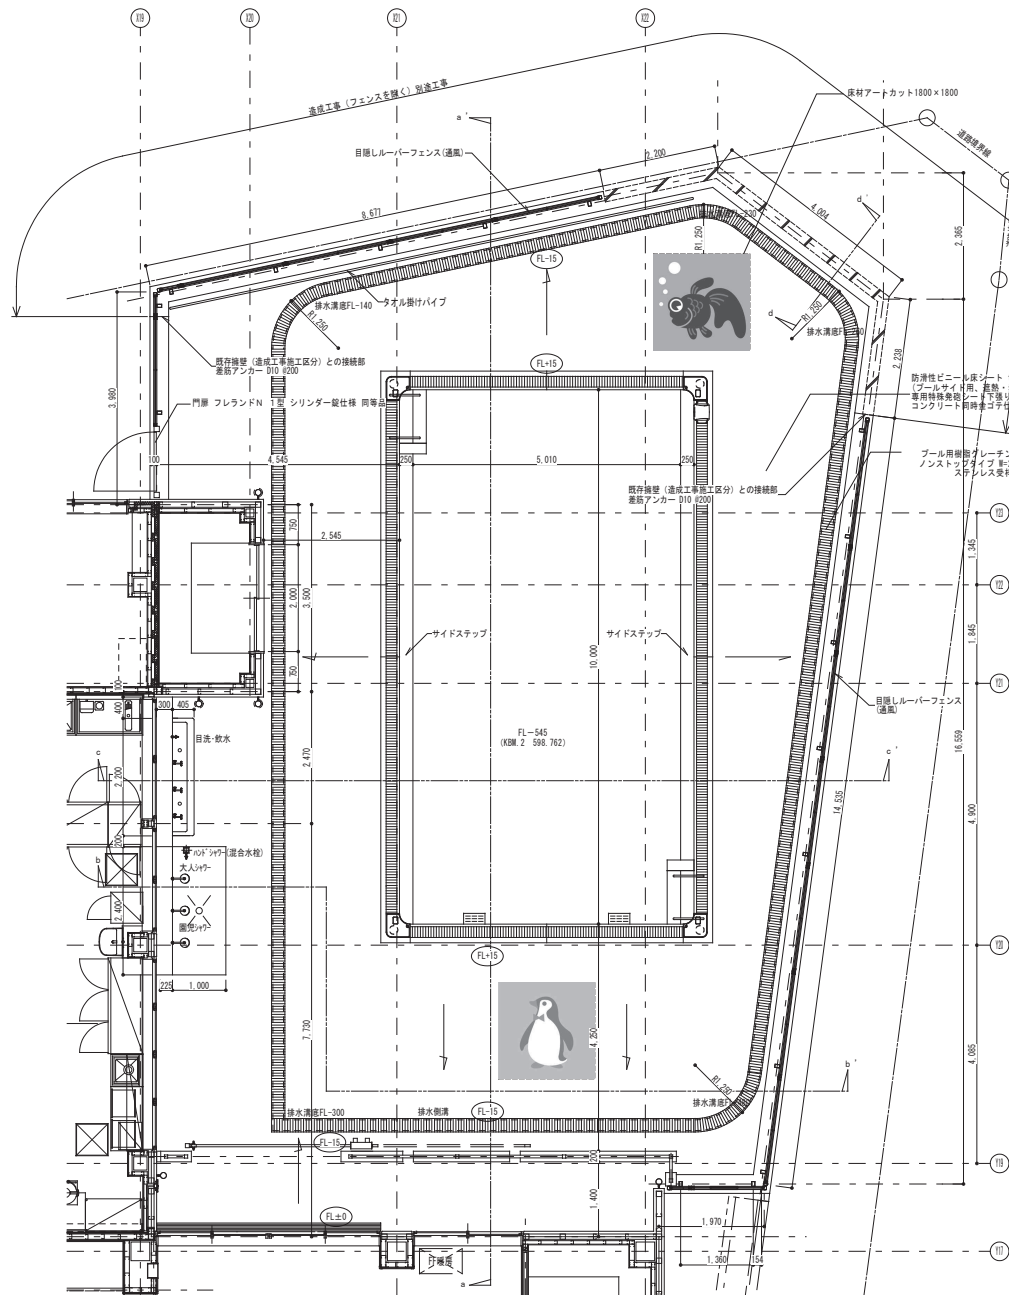 X19
X20
X21
X22
造成工事（フェンスを除く）別途工事
床材アートカット1800×1800
a'
目隠しルーバーフェンス(通風)
道路境界線
2,200
8,677
4,004
d
2,365
R1,250
FL-15
タオル掛けパイプ
排水溝底FL-140
R1,250
d
R1,250
FL+15
既存擁壁（造成工事施工区分）との接続部
差筋アンカー D10 @200
2,238
3,980
門扉 フレランドN 1型 シリンダー錠仕様 同等品
防滑性ビニール床シート
(プールサイド用、遮熱・
専用特殊発砲シート下張り
コンクリート同時金ゴテ仕
100
4,545
250
5,010
250
プール用樹脂グレーチン
ノンストップタイプ W=
ステンレス受枠
既存擁壁（造成工事施工区分）との接続部
差筋アンカー D10 @200
Y23
750
2,545
1,345
2,000
3,500
Y22
サイドステップ
サイドステップ
10,000
1,845
750
100
Y21
300
405
400
目洗・飲水
目隠しルーバーフェンス
(通風)
16,559
FL−545
(KBM.2 598.762)
2,470
c
c'
2,200
14,535
4,900
200
ﾊﾝﾄﾞｼｬﾜｰ(混合水栓)
b
大人ｼｬﾜｰ
2,400
園児ｼｬﾜｰ
Y20
FL+15
225
1,000
7,730
4,250
4,085
b'
R1,250
排水溝底FL-300
排水側溝
FL-15
FL-15
200
Y19
1,400
FL±0
1,970
Y17
1,360
154
a